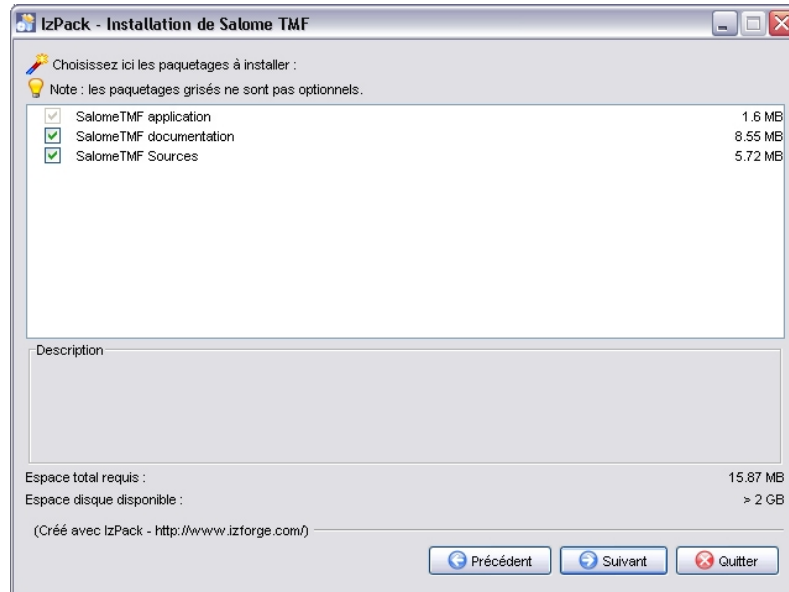 IzPack - Installation de Salome TMF
Choisissez ici les paquetages à installer :
Note : les paquetages grisés ne sont pas optionnels.
SalomeTMF application 1.6 MB
SalomeTMF documentation 8.55 MB
SalomeTMF Sources 5.72 MB
Description
Espace total requis : 15.87 MB
Espace disque disponible : > 2 GB
(Créé avec IzPack - http://www.izforge.com/)
Précédent Suivant Quitter